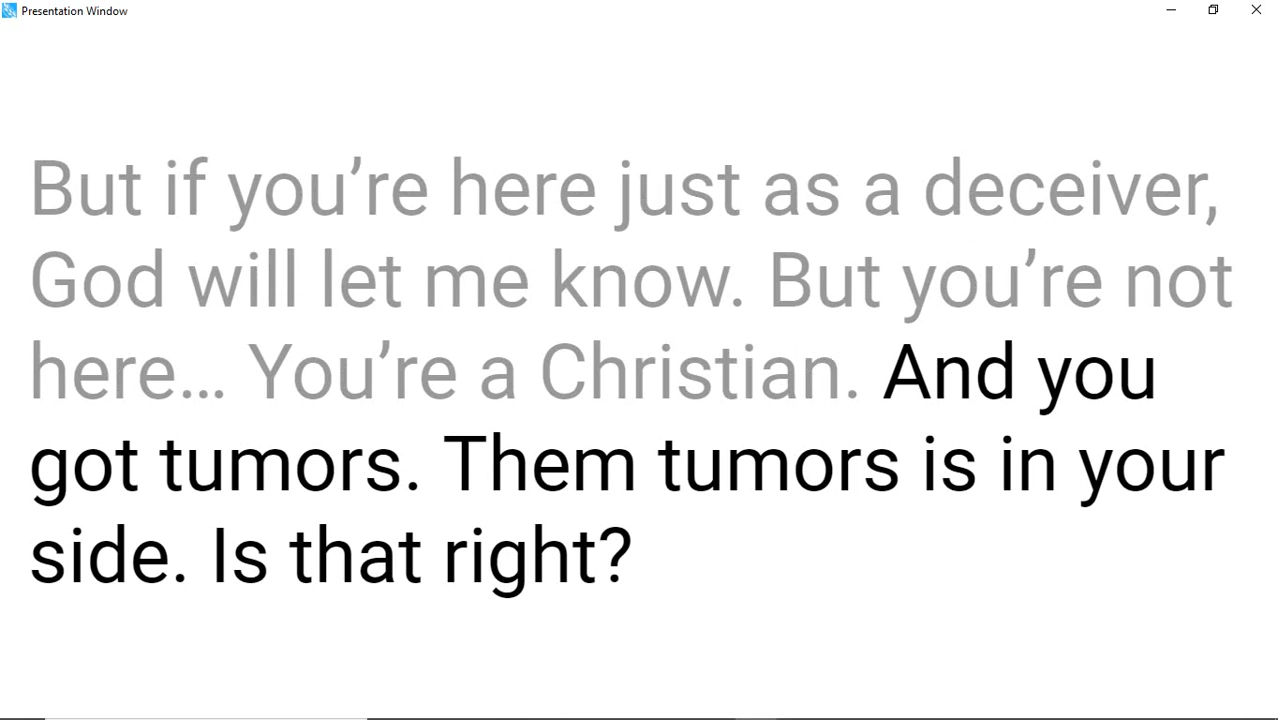 Presentation Window
But if you’re here just as a deceiver,
God will let me know. But you’re not
here… You’re a Christian. And you
got tumors. Them tumors is in your
side. Is that right?